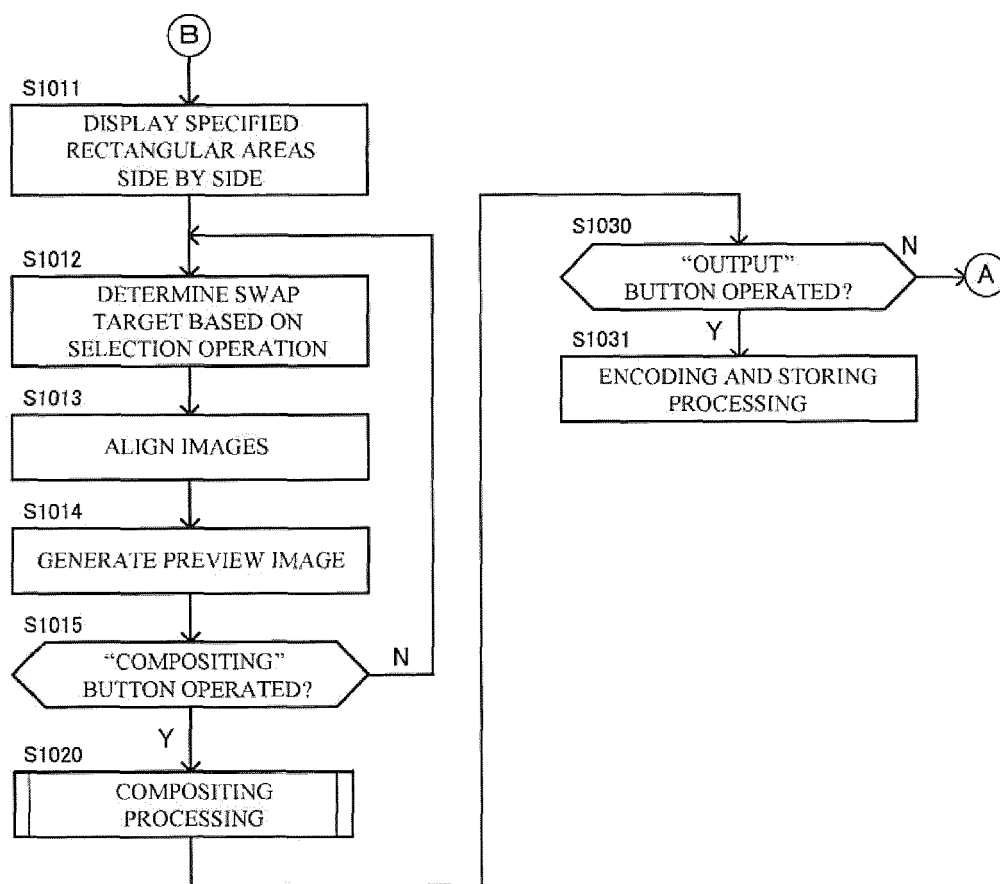 B
S1011
DISPLAY SPECIFIED
RECTANGULAR AREAS
SIDE BY SIDE
S1012
DETERMINE SWAP
TARGET BASED ON
SELECTION OPERATION
S1013
ALIGN IMAGES
S1014
GENERATE PREVIEW IMAGE
S1015
“COMPOSITING”
BUTTON OPERATED?
N
Y
S1020
COMPOSITING
PROCESSING
S1030
“OUTPUT”
BUTTON OPERATED?
N
A
Y
S1031
ENCODING AND STORING
PROCESSING